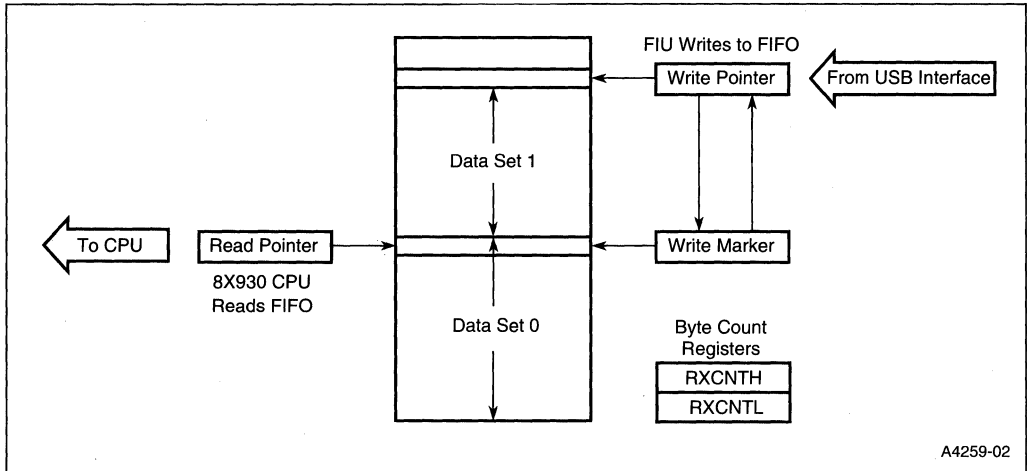 FIU Writes to FIFO
Write Pointer
From USB Interface
Data Set 1
To CPU
Read Pointer
Write Marker
8X930 CPU
Reads FIFO
Data Set 0
Byte Count
Registers
RXCNTH
RXCNTL
A4259-02